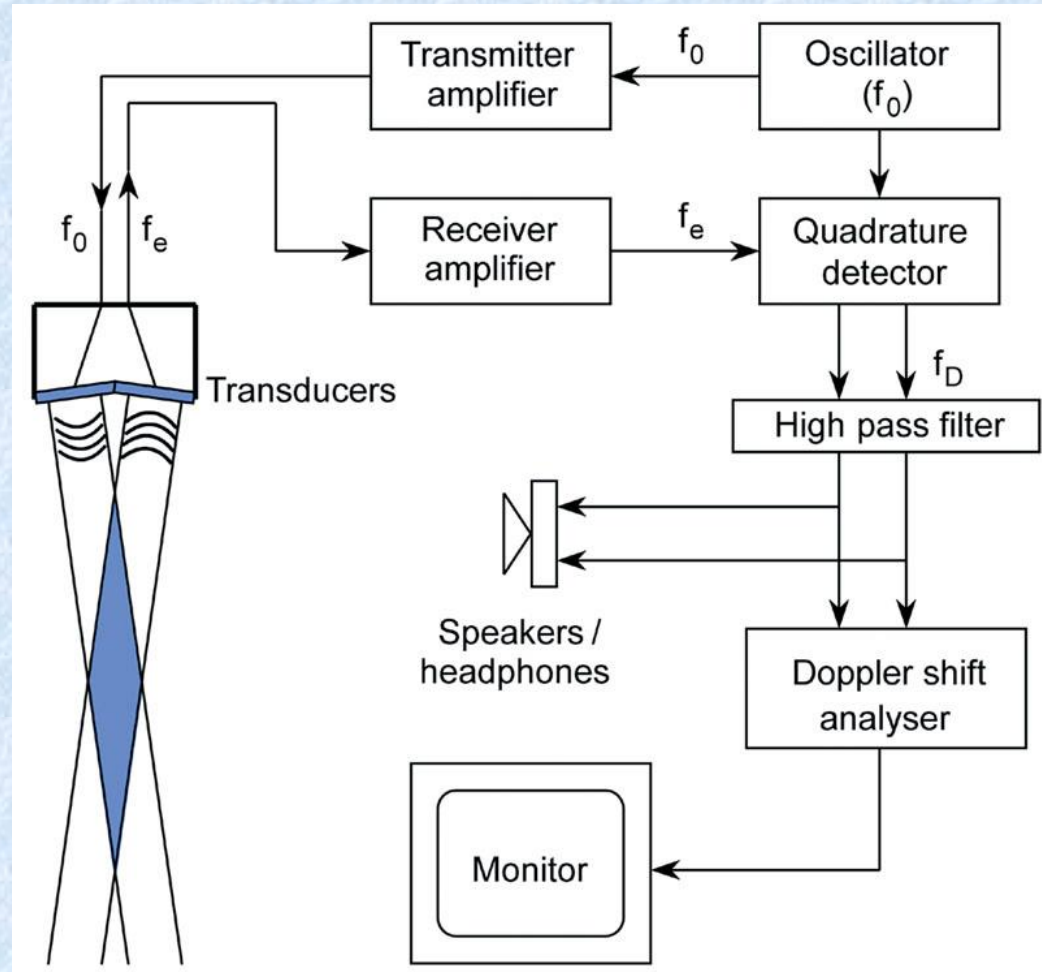 Transmitter
amplifier
f₀
Oscillator
(f₀)
f₀
fₑ
Receiver
amplifier
fₑ
Quadrature
detector
Transducers
f_D
High pass filter
Speakers /
headphones
Doppler shift
analyser
Monitor